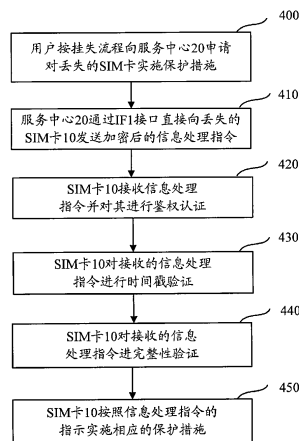 400
用户按挂失流程向服务中心20申请
对丢失的SIM卡实施保护措施
410
服务中心20通过IF1接口直接向丢失的
SIM卡10发送加密后的信息处理指令
420
SIM卡10接收信息处理
指令并对其进行鉴权认证
430
SIM卡10对接收的信息处理
指令进行时间戳验证
440
SIM卡10对接收的信息
处理指令进完整性验证
450
SIM卡10按照信息处理指令的
指示实施相应的保护措施